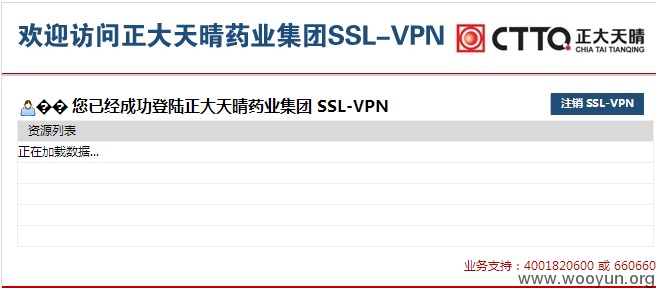 欢迎访问正大天晴药业集团SSL-VPN CTTQ 正大天晴
CHIA TAI TIANQING
�� 您已经成功登陆正大天晴药业集团 SSL-VPN 注销 SSL-VPN
资源列表
正在加载数据...
业务支持：4001820600 或 660660
www.wooyun.org